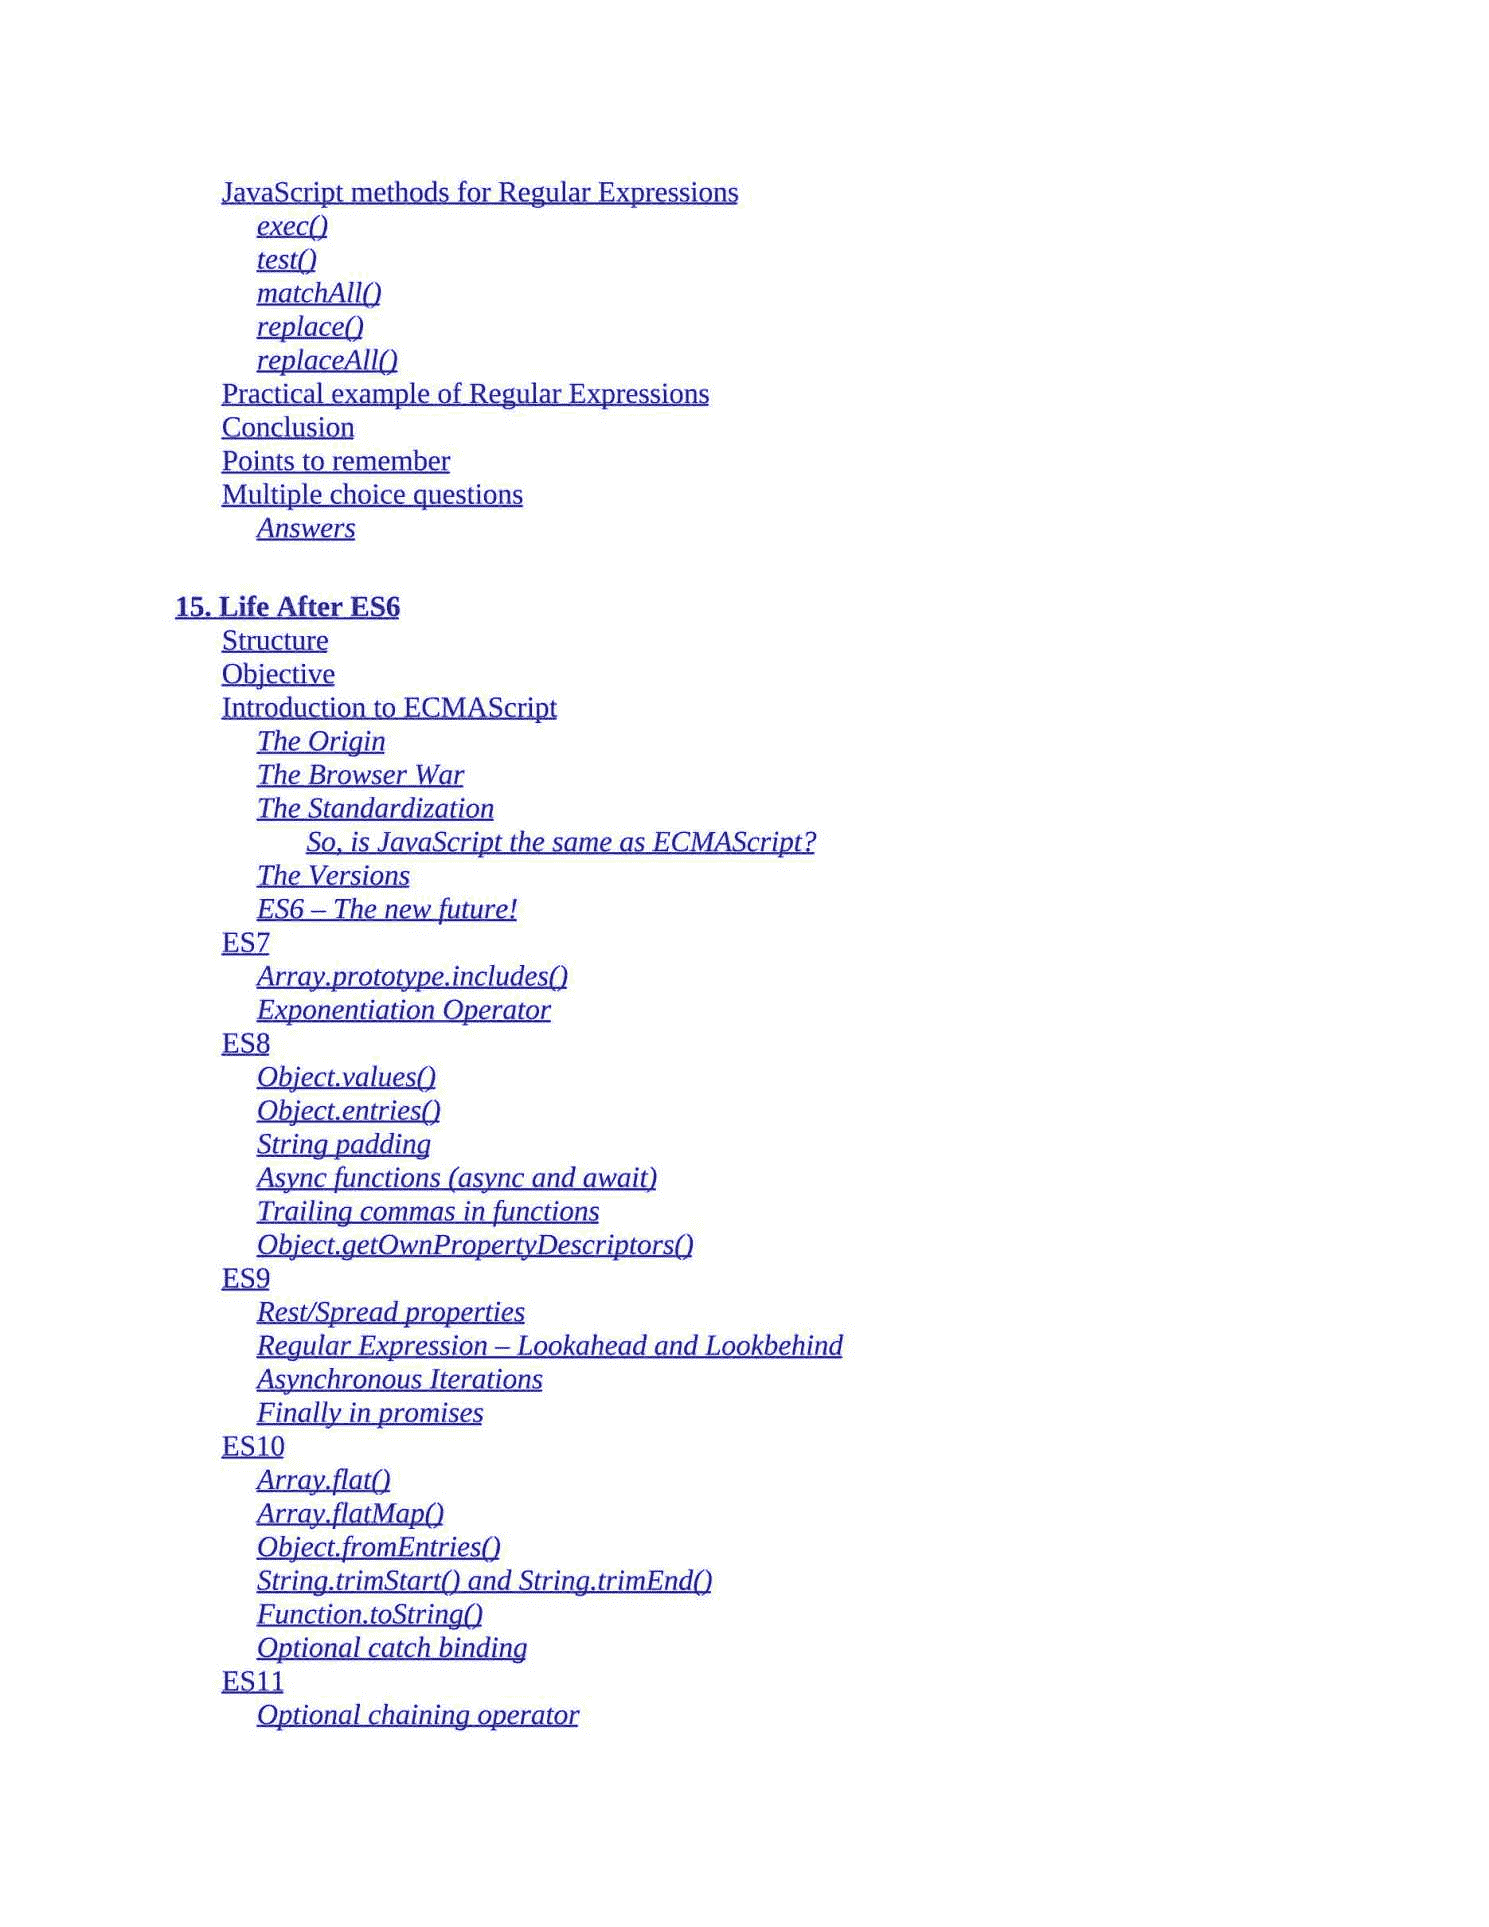 JavaScript methods for Regular Expressions
exec()
test()
matchAll()
replace()
replaceAll()
Practical example of Regular Expressions
Conclusion
Points to remember
Multiple choice questions
Answers
15. Life After ES6
Structure
Objective
Introduction to ECMAScript
The Origin
The Browser War
The Standardization
So, is JavaScript the same as ECMAScript?
The Versions
ES6 – The new future!
ES7
Array.prototype.includes()
Exponentiation Operator
ES8
Object.values()
Object.entries()
String padding
Async functions (async and await)
Trailing commas in functions
Object.getOwnPropertyDescriptors()
ES9
Rest/Spread properties
Regular Expression – Lookahead and Lookbehind
Asynchronous Iterations
Finally in promises
ES10
Array.flat()
Array.flatMap()
Object.fromEntries()
String.trimStart() and String.trimEnd()
Function.toString()
Optional catch binding
ES11
Optional chaining operator